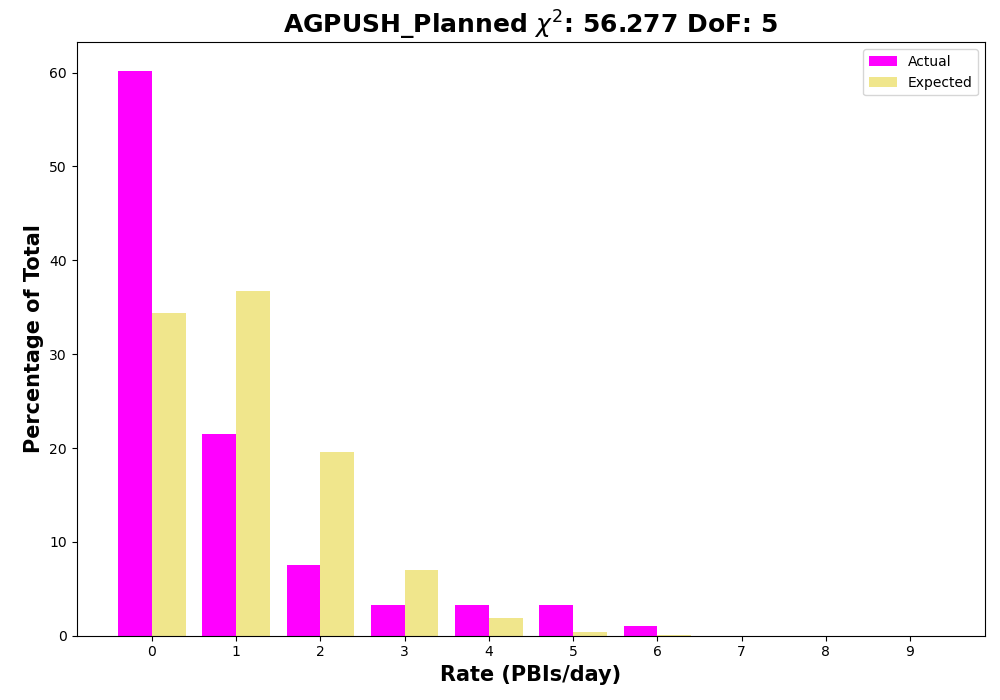 AGPUSH_Planned χ²: 56.277 DoF: 5
Actual
Expected
Percentage of Total
60
50
40
30
20
10
0
0 1 2 3 4 5 6 7 8 9
Rate (PBIs/day)